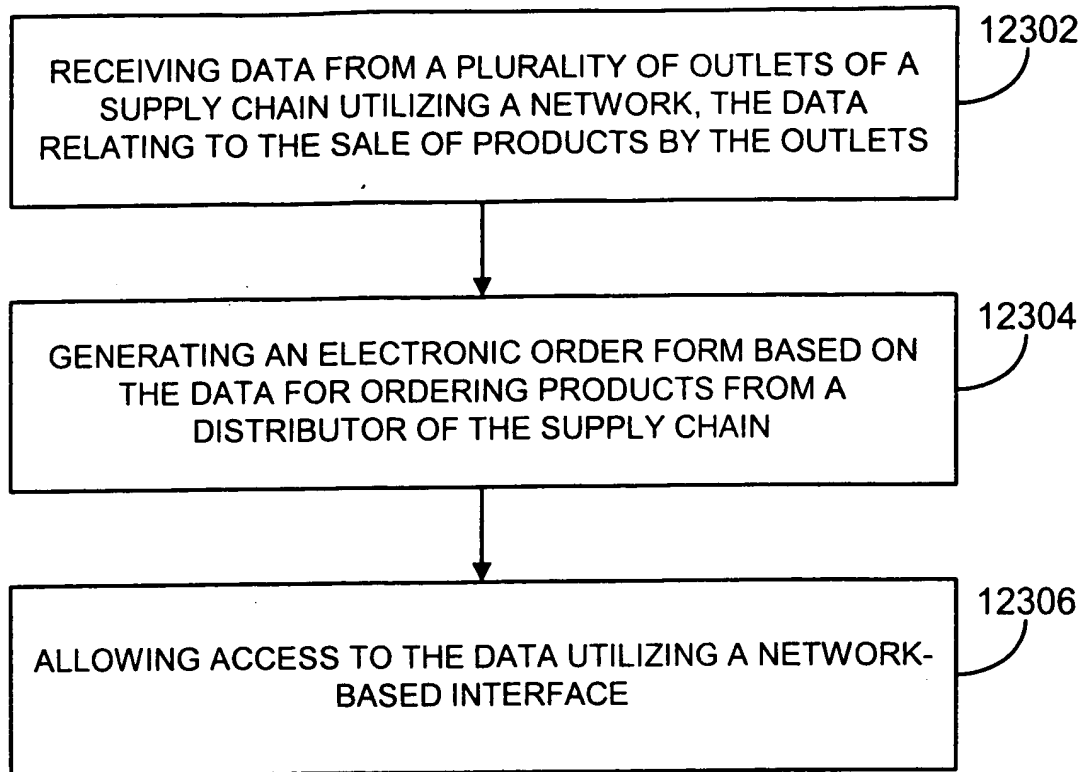 12302
RECEIVING DATA FROM A PLURALITY OF OUTLETS OF A
SUPPLY CHAIN UTILIZING A NETWORK, THE DATA
RELATING TO THE SALE OF PRODUCTS BY THE OUTLETS
12304
GENERATING AN ELECTRONIC ORDER FORM BASED ON
THE DATA FOR ORDERING PRODUCTS FROM A
DISTRIBUTOR OF THE SUPPLY CHAIN
12306
ALLOWING ACCESS TO THE DATA UTILIZING A NETWORK-
BASED INTERFACE